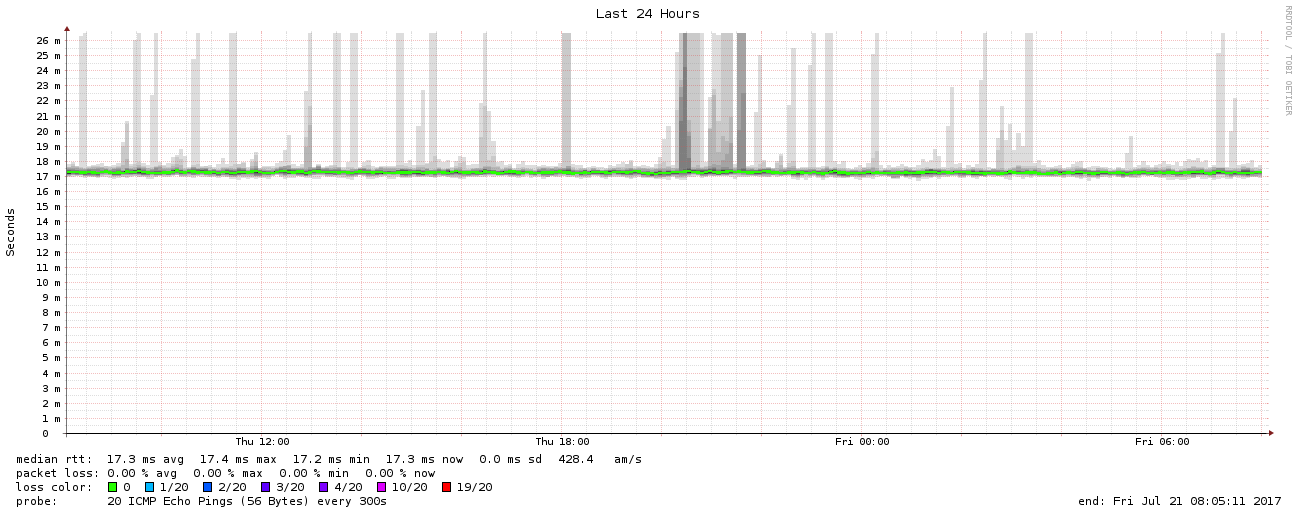 Last 24 Hours
RRDTOOL / TOBI OETIKER
Seconds
26 m
25 m
24 m
23 m
22 m
21 m
20 m
19 m
18 m
17 m
16 m
15 m
14 m
13 m
12 m
11 m
10 m
9 m
8 m
7 m
6 m
5 m
4 m
3 m
2 m
1 m
0
Thu 12:00 Thu 18:00 Fri 00:00 Fri 06:00
median rtt: 17.3 ms avg 17.4 ms max 17.2 ms min 17.3 ms now 0.0 ms sd 428.4 am/s
packet loss: 0.00 % avg 0.00 % max 0.00 % min 0.00 % now
loss color: 0 1/20 2/20 3/20 4/20 10/20 19/20
probe: 20 ICMP Echo Pings (56 Bytes) every 300s end: Fri Jul 21 08:05:11 2017